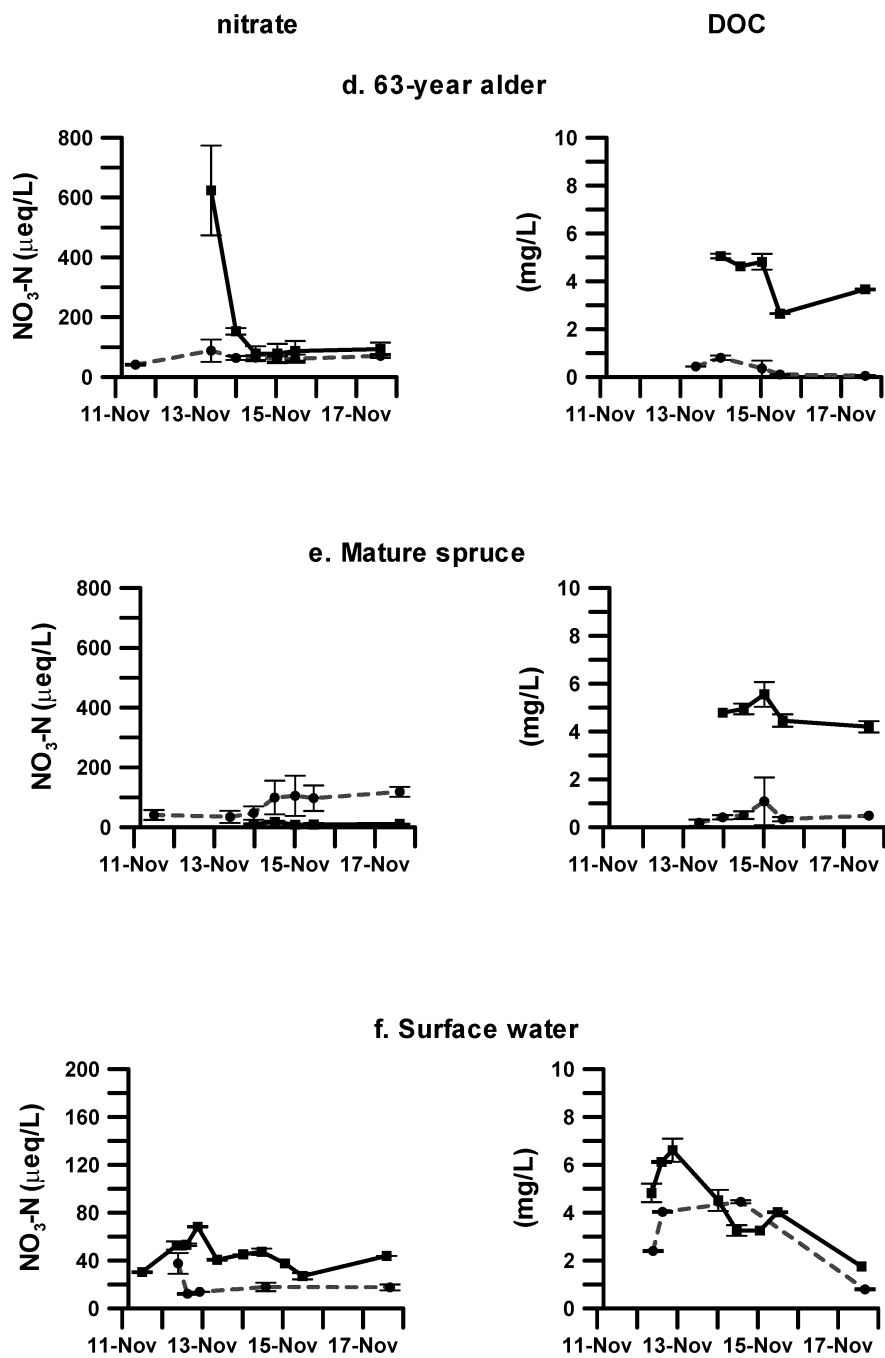 nitrate DOC
d. 63-year alder
NO₃-N (μeq/L)
800
600
400
200
0
11-Nov 13-Nov 15-Nov 17-Nov
(mg/L)
10
8
6
4
2
0
11-Nov 13-Nov 15-Nov 17-Nov
e. Mature spruce
NO₃-N (μeq/L)
800
600
400
200
0
11-Nov 13-Nov 15-Nov 17-Nov
(mg/L)
10
8
6
4
2
0
11-Nov 13-Nov 15-Nov 17-Nov
f. Surface water
NO₃-N (μeq/L)
200
160
120
80
40
0
11-Nov 13-Nov 15-Nov 17-Nov
(mg/L)
10
8
6
4
2
0
11-Nov 13-Nov 15-Nov 17-Nov